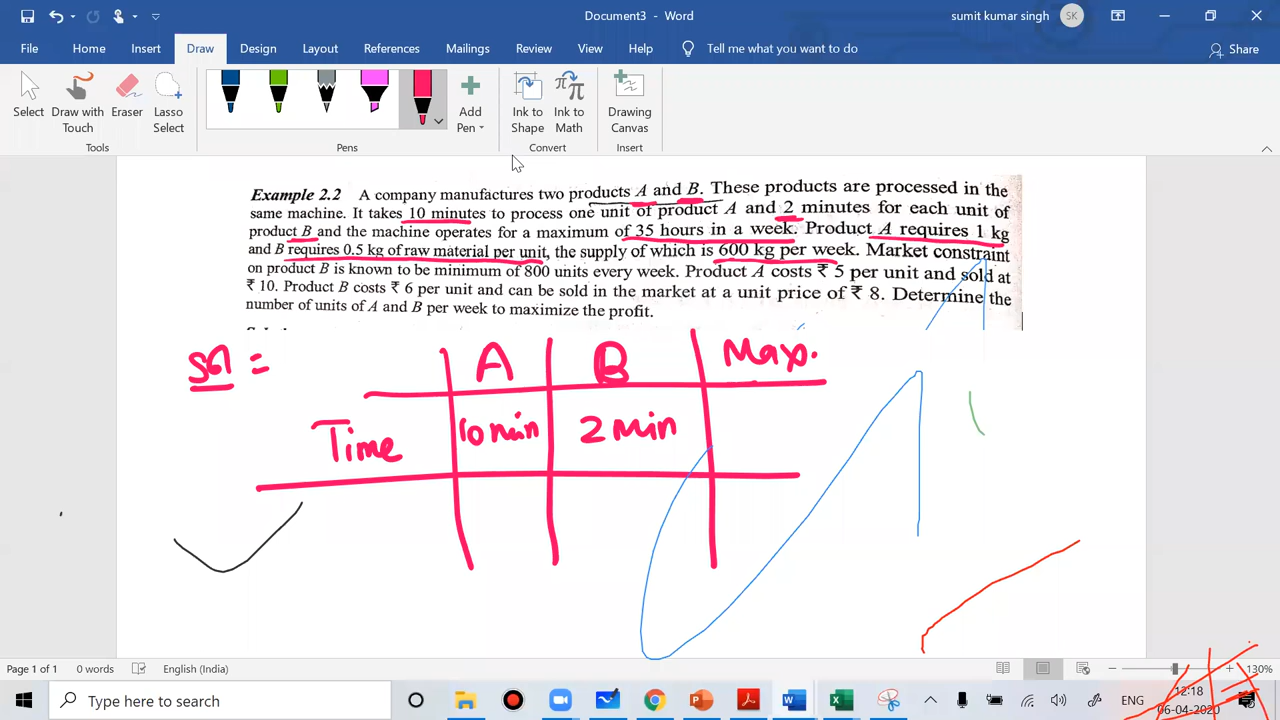 Document3 - Word
sumit kumar singh
SK
File Home Insert Draw Design Layout References Mailings Review View Help Tell me what you want to do Share
Select Draw with Touch Eraser Lasso Select Add Pen Ink to Shape Ink to Math Drawing Canvas
Tools Pens Convert Insert
Example 2.2 A company manufactures two products A and B. These products are processed in the
same machine. It takes 10 minutes to process one unit of product A and 2 minutes for each unit of
product B and the machine operates for a maximum of 35 hours in a week. Product A requires 1 kg
and B requires 0.5 kg of raw material per unit, the supply of which is 600 kg per week. Market constraint
on product B is known to be minimum of 800 units every week. Product A costs ₹ 5 per unit and sold at
₹ 10. Product B costs ₹ 6 per unit and can be sold in the market at a unit price of ₹ 8. Determine the
number of units of A and B per week to maximize the profit.
Sol = A B Max.
Time 10 min 2 Min
Page 1 of 1 0 words English (India) 130%
Type here to search
ENG
12:18
06-04-2020